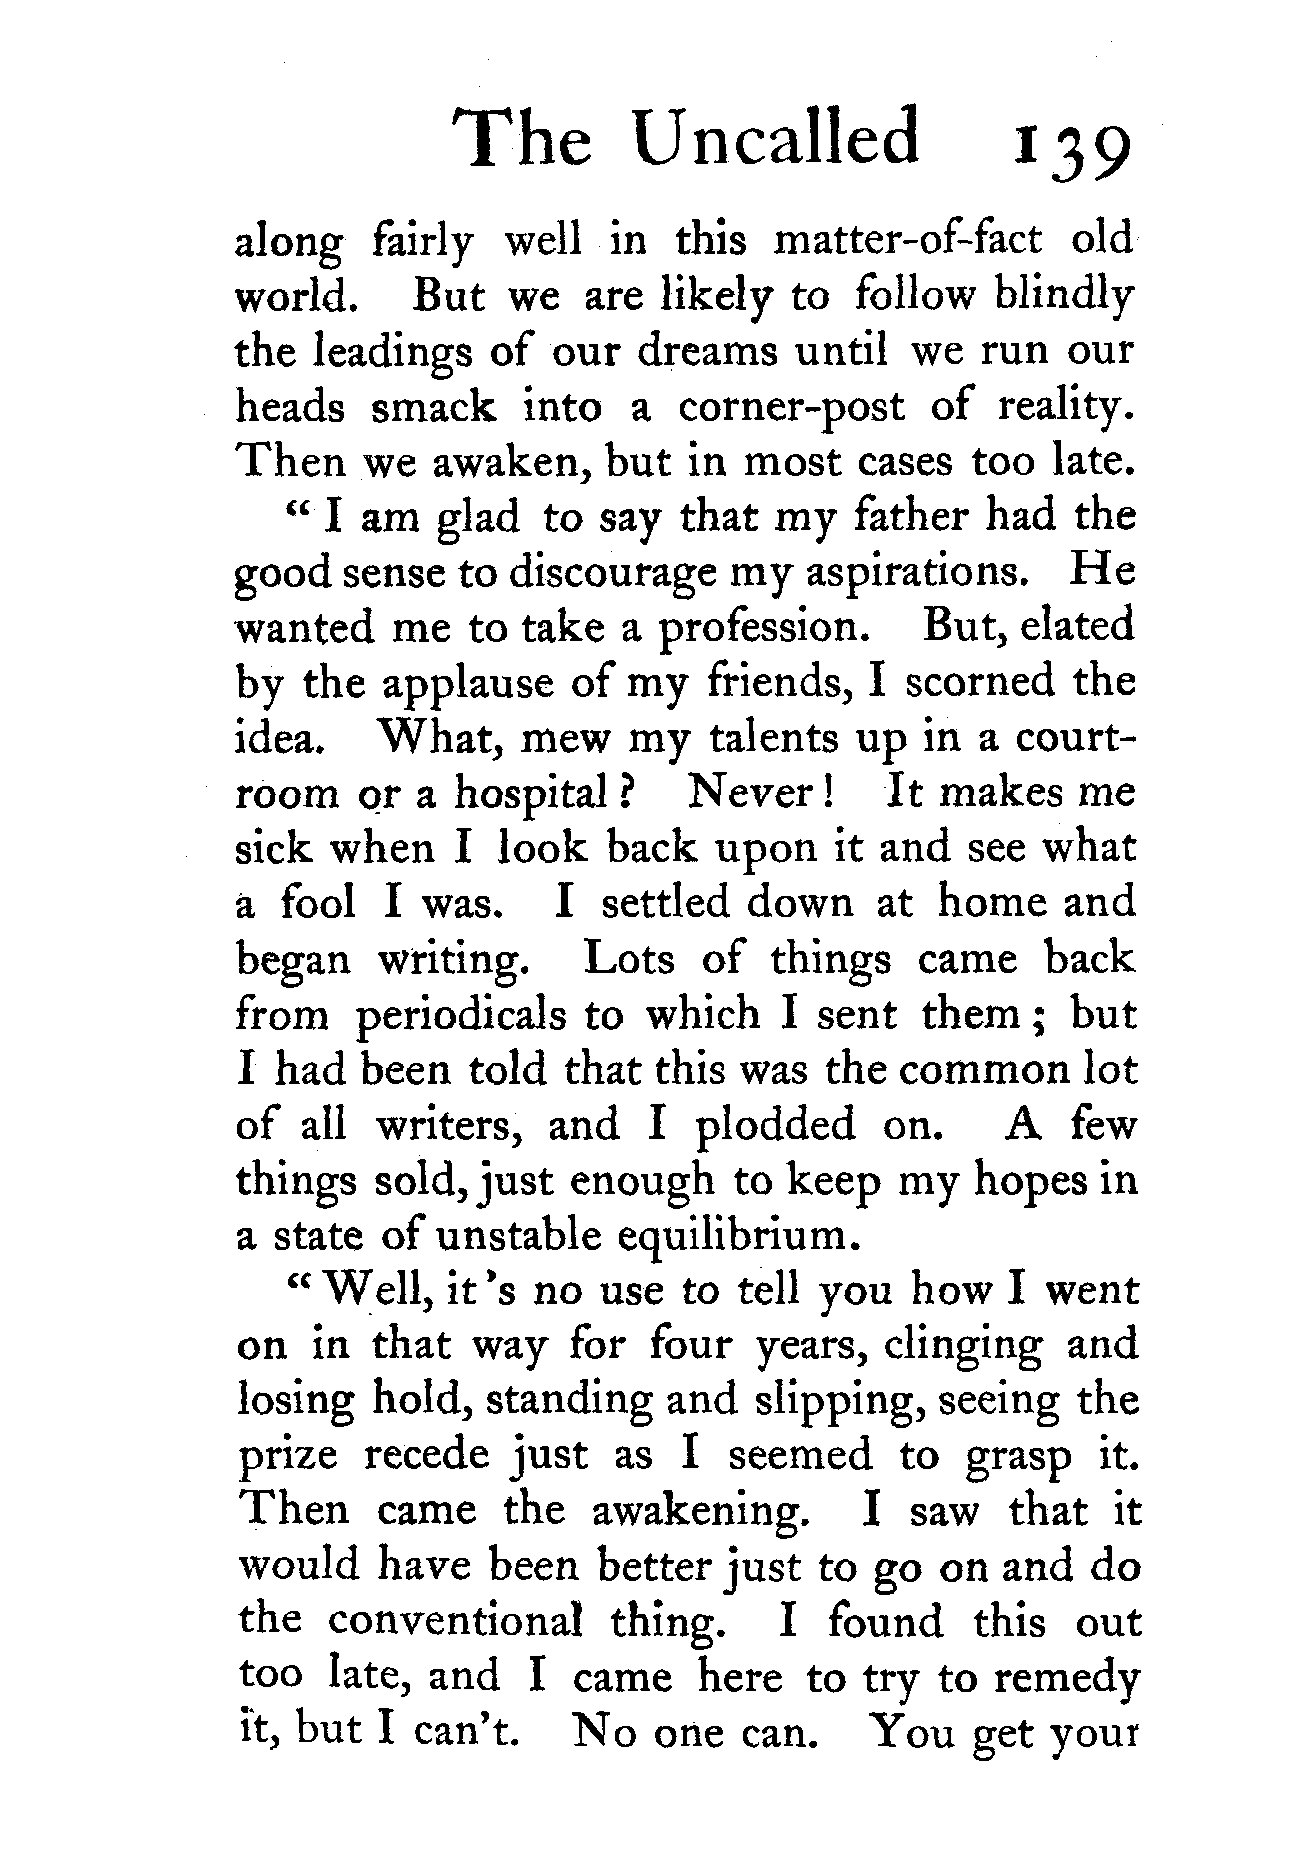 The Uncalled 139
along fairly well in this matter-of-fact old
world. But we are likely to follow blindly
the leadings of our dreams until we run our
heads smack into a corner-post of reality.
Then we awaken, but in most cases too late.
“ I am glad to say that my father had the
good sense to discourage my aspirations. He
wanted me to take a profession. But, elated
by the applause of my friends, I scorned the
idea. What, mew my talents up in a court-
room or a hospital ? Never ! It makes me
sick when I look back upon it and see what
a fool I was. I settled down at home and
began writing. Lots of things came back
from periodicals to which I sent them ; but
I had been told that this was the common lot
of all writers, and I plodded on. A few
things sold, just enough to keep my hopes in
a state of unstable equilibrium.
“ Well, it ’s no use to tell you how I went
on in that way for four years, clinging and
losing hold, standing and slipping, seeing the
prize recede just as I seemed to grasp it.
Then came the awakening. I saw that it
would have been better just to go on and do
the conventional thing. I found this out
too late, and I came here to try to remedy
it, but I can’t. No one can. You get your